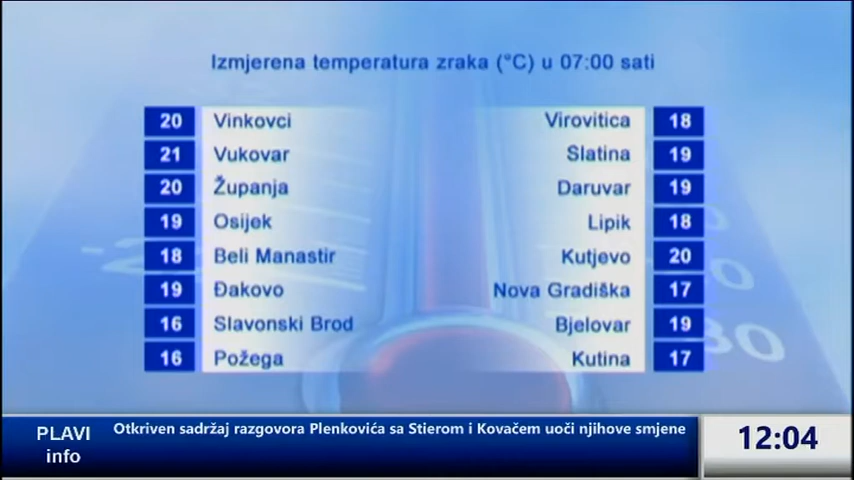 Izmjerena temperatura zraka (°C) u 07:00 sati
20 Vinkovci Virovitica 18
21 Vukovar Slatina 19
20 Županja Daruvar 19
19 Osijek Lipik 18
18 Beli Manastir Kutjevo 20
19 Đakovo Nova Gradiška 17
16 Slavonski Brod Bjelovar 19
16 Požega Kutina 17
PLAVI info
Otkriven sadržaj razgovora Plenkovića sa Stierom i Kovačem uoči njihove smjene
12:04